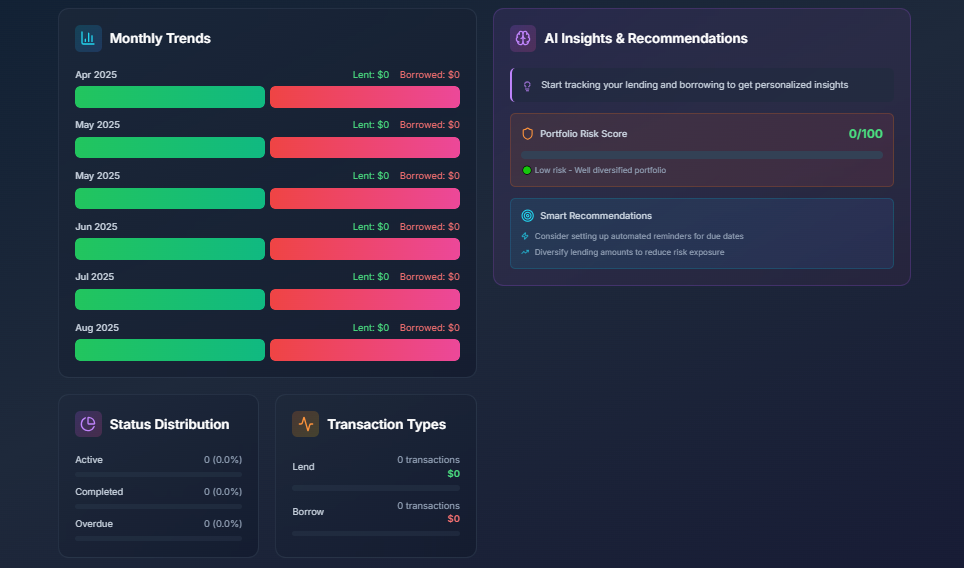 Monthly Trends
Apr 2025 Lent: $0 Borrowed: $0
May 2025 Lent: $0 Borrowed: $0
May 2025 Lent: $0 Borrowed: $0
Jun 2025 Lent: $0 Borrowed: $0
Jul 2025 Lent: $0 Borrowed: $0
Aug 2025 Lent: $0 Borrowed: $0
Status Distribution
Active 0 (0.0%)
Completed 0 (0.0%)
Overdue 0 (0.0%)
Transaction Types
Lend 0 transactions
$0
Borrow 0 transactions
$0
AI Insights & Recommendations
Start tracking your lending and borrowing to get personalized insights
Portfolio Risk Score 0/100
Low risk - Well diversified portfolio
Smart Recommendations
Consider setting up automated reminders for due dates
Diversify lending amounts to reduce risk exposure